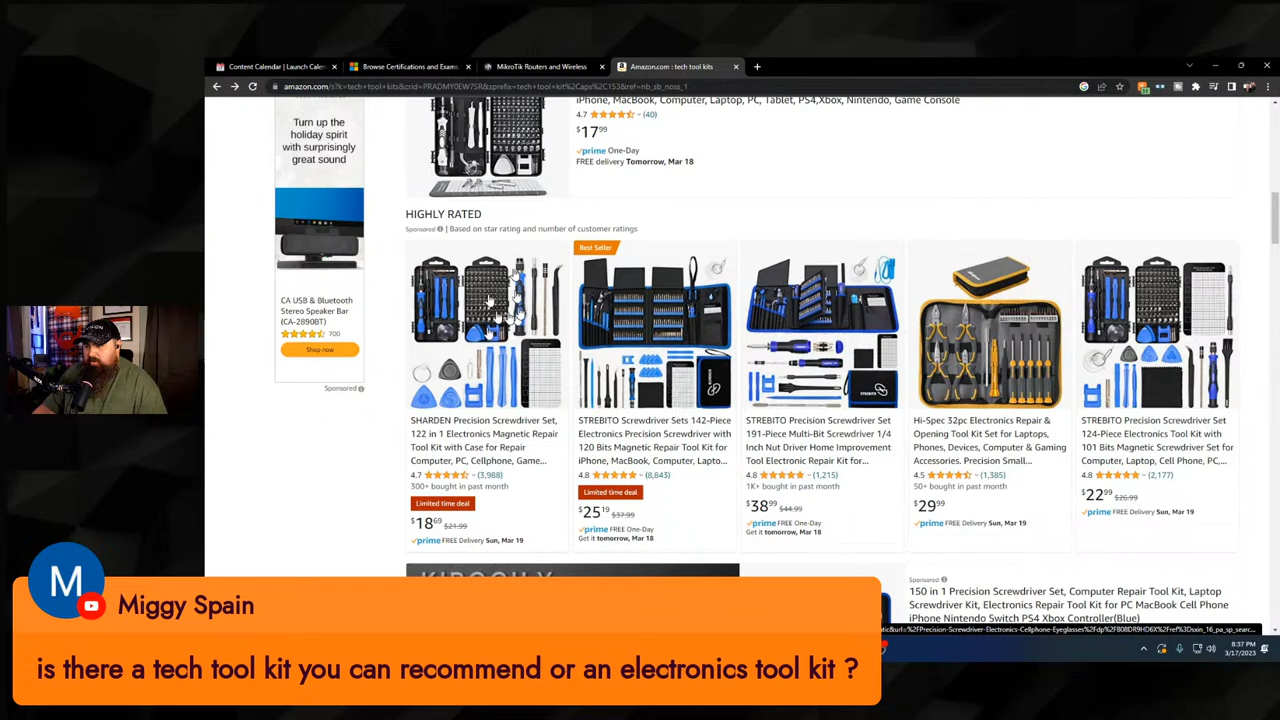 Content Calendar | Launch Calen
Browse Certifications and Exams
MikroTik Routers and Wireless
Amazon.com : tech tool kits
amazon.com/s?k=tech+tool+kits&crid=PRADMY0EW7SR&sprefix=tech+tool+kit%2Caps%2C153&ref=nb_sb_noss_1
iPhone, MacBook, Computer, Laptop, PC, Tablet, PS4,Xbox, Nintendo, Game Console
4.7 (40)
$17 99
prime One-Day
FREE delivery Tomorrow, Mar 18
Turn up the
holiday spirit
with surprisingly
great sound
CA USB & Bluetooth
Stereo Speaker Bar
(CA-2890BT)
700
Shop now
Sponsored
HIGHLY RATED
Sponsored | Based on star rating and number of customer ratings
SHARDEN Precision Screwdriver Set,
122 in 1 Electronics Magnetic Repair
Tool Kit with Case for Repair
Computer, PC, Cellphone, Game...
4.7 (3,988)
300+ bought in past month
Limited time deal
$18 69 $21.99
prime FREE Delivery Sun, Mar 19
Best Seller
STREBITO Screwdriver Sets 142-Piece
Electronics Precision Screwdriver with
120 Bits Magnetic Repair Tool Kit for
iPhone, MacBook, Computer, Lapto...
4.8 (8,843)
Limited time deal
$25 19 $37.99
prime FREE One-Day
Get it tomorrow, Mar 18
STREBITO Precision Screwdriver Set
191-Piece Multi-Bit Screwdriver 1/4
Inch Nut Driver Home Improvement
Tool Electronic Repair Kit for...
4.8 (1,215)
1K+ bought in past month
$38 99 $44.99
prime FREE One-Day
Get it tomorrow, Mar 18
Hi-Spec 32pc Electronics Repair &
Opening Tool Kit Set for Laptops,
Phones, Devices, Computer & Gaming
Accessories. Precision Small...
4.5 (1,385)
50+ bought in past month
$29 99
prime FREE Delivery Sun, Mar 19
STREBITO Precision Screwdriver Set
124-Piece Electronics Tool Kit with
101 Bits Magnetic Screwdriver Set for
Computer, Laptop, Cell Phone, PC,...
4.8 (2,177)
$22 99 $26.99
prime FREE Delivery Sun, Mar 19
Sponsored
150 in 1 Precision Screwdriver Set, Computer Repair Tool Kit, Laptop
Screwdriver Kit, Electronics Repair Tool Kit for PC MacBook Cell Phone
iPhone Nintendo Switch PS4 Xbox Controller(Blue)
8:37 PM
3/17/2023
M
Miggy Spain
is there a tech tool kit you can recommend or an electronics tool kit ?